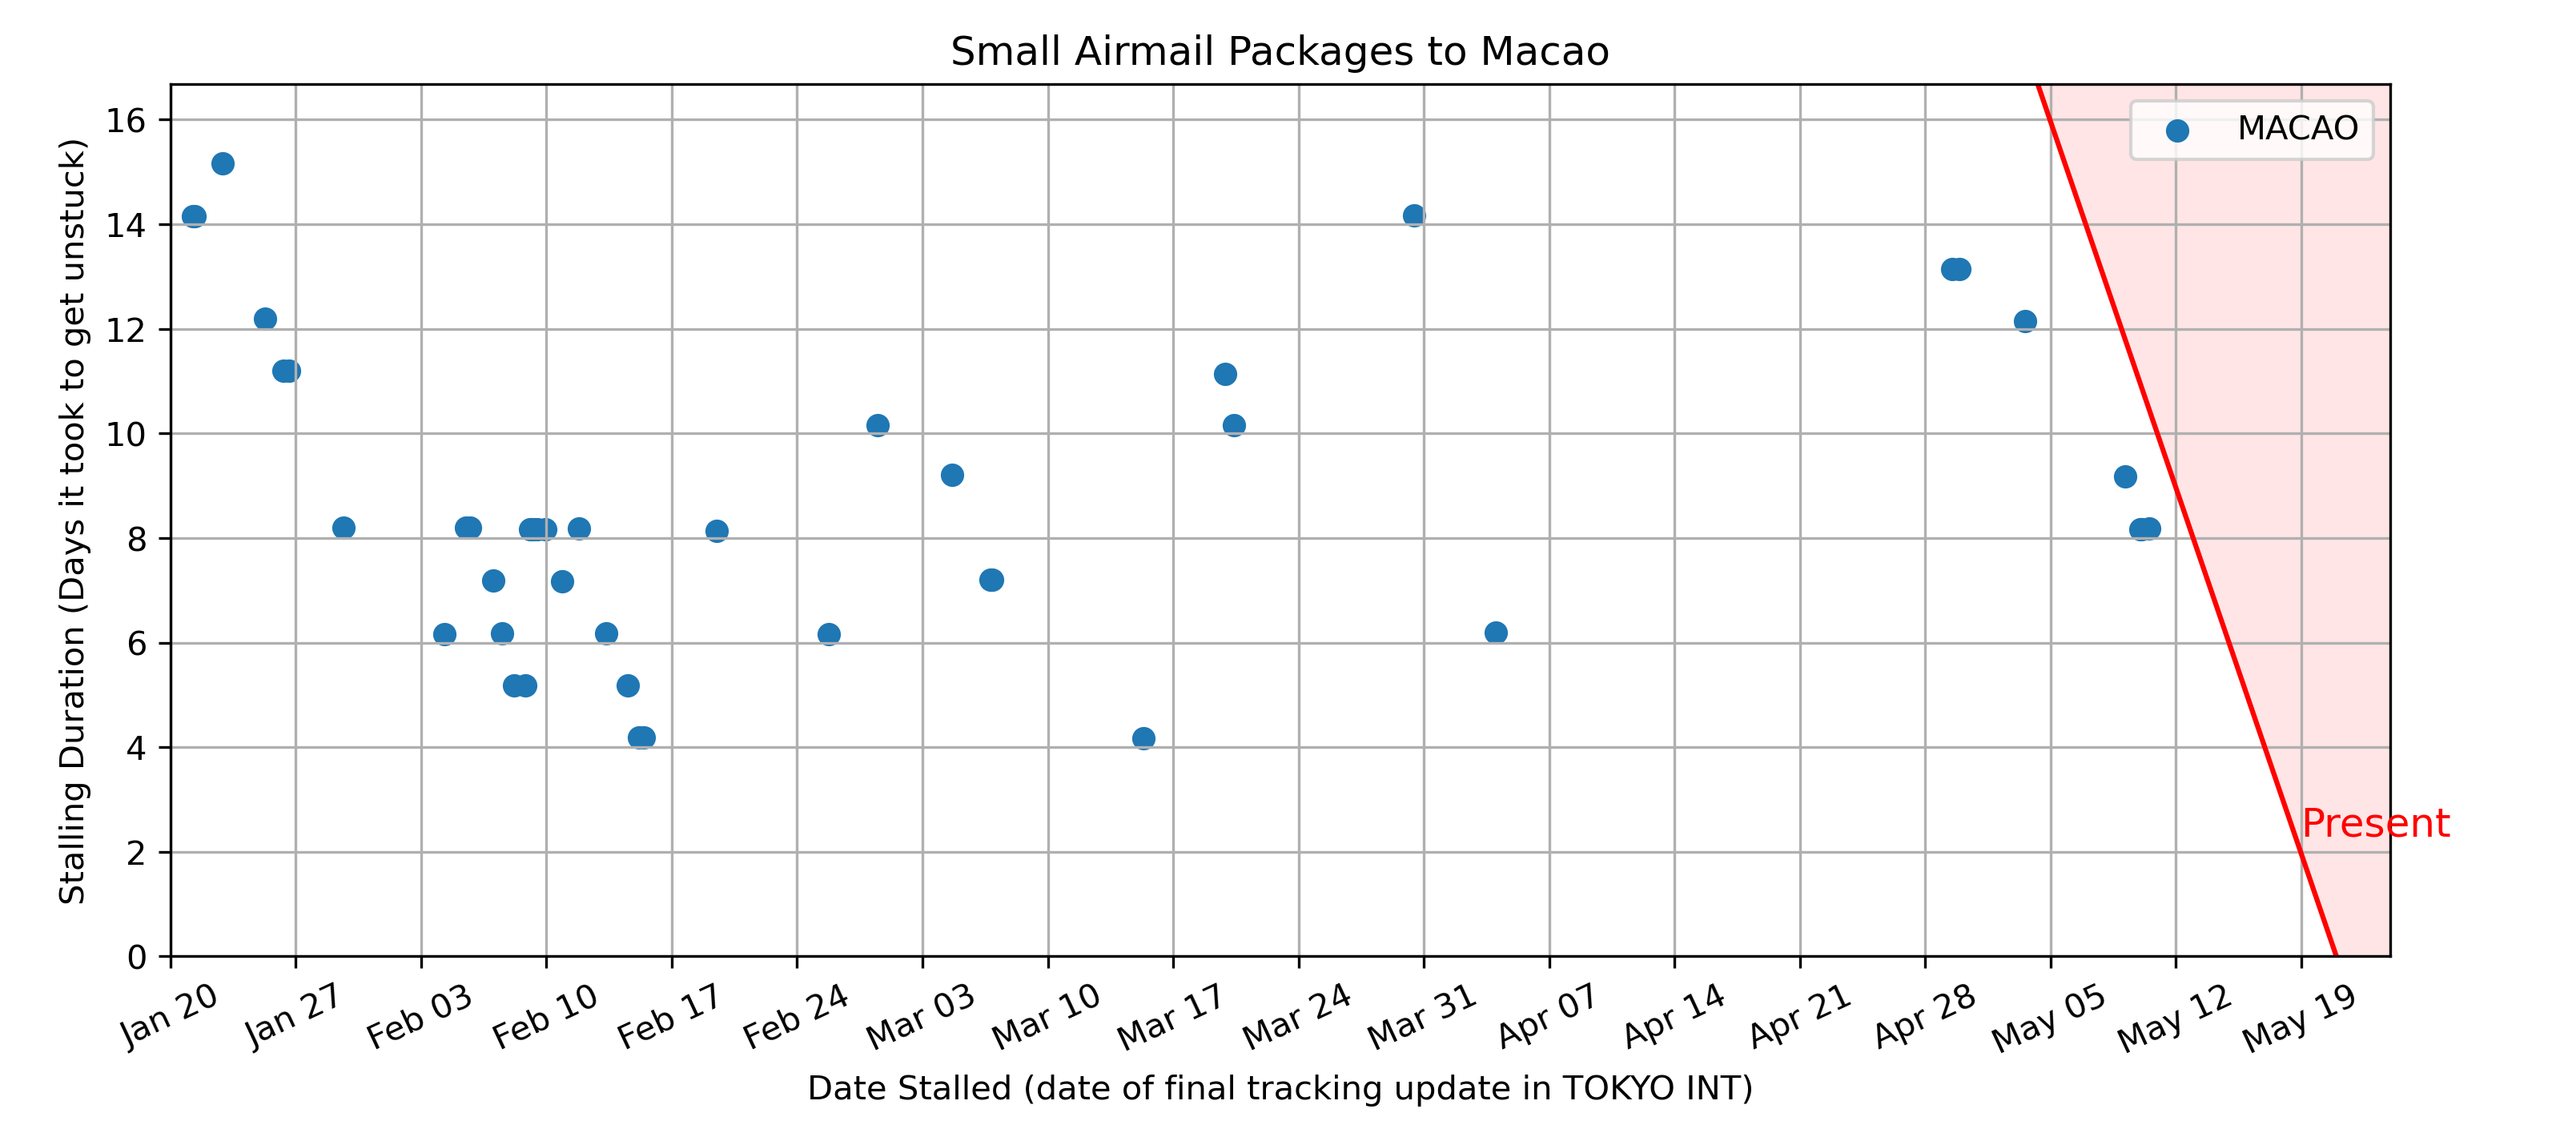 Small Airmail Packages to Macao
MACAO
Stalling Duration (Days it took to get unstuck)
16
14
12
10
8
6
4
2
0
Present
Jan 20
Jan 27
Feb 03
Feb 10
Feb 17
Feb 24
Mar 03
Mar 10
Mar 17
Mar 24
Mar 31
Apr 07
Apr 14
Apr 21
Apr 28
May 05
May 12
May 19
Date Stalled (date of final tracking update in TOKYO INT)